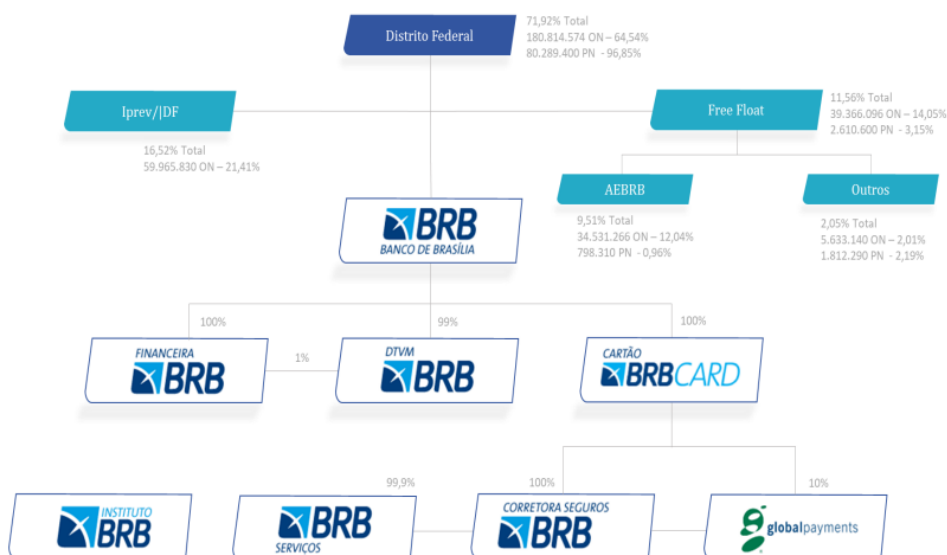 Distrito Federal
71,92% Total
180.814.574 ON – 64,54%
80.289.400 PN - 96,85%
Iprev/|DF
16,52% Total
59.965.830 ON – 21,41%
Free Float
11,56% Total
39.366.096 ON – 14,05%
2.610.600 PN - 3,15%
AEBRB
9,51% Total
34.531.266 ON – 12,04%
798.310 PN - 0,96%
Outros
2,05% Total
5.633.140 ON – 2,01%
1.812.290 PN - 2,19%
BRB
BANCO DE BRASÍLIA
100%
99%
100%
FINANCEIRA
BRB
1%
DTVM
BRB
CARTÃO
BRBCARD
99,9%
100%
10%
INSTITUTO
BRB
BRB
SERVIÇOS
CORRETORA SEGUROS
BRB
globalpayments